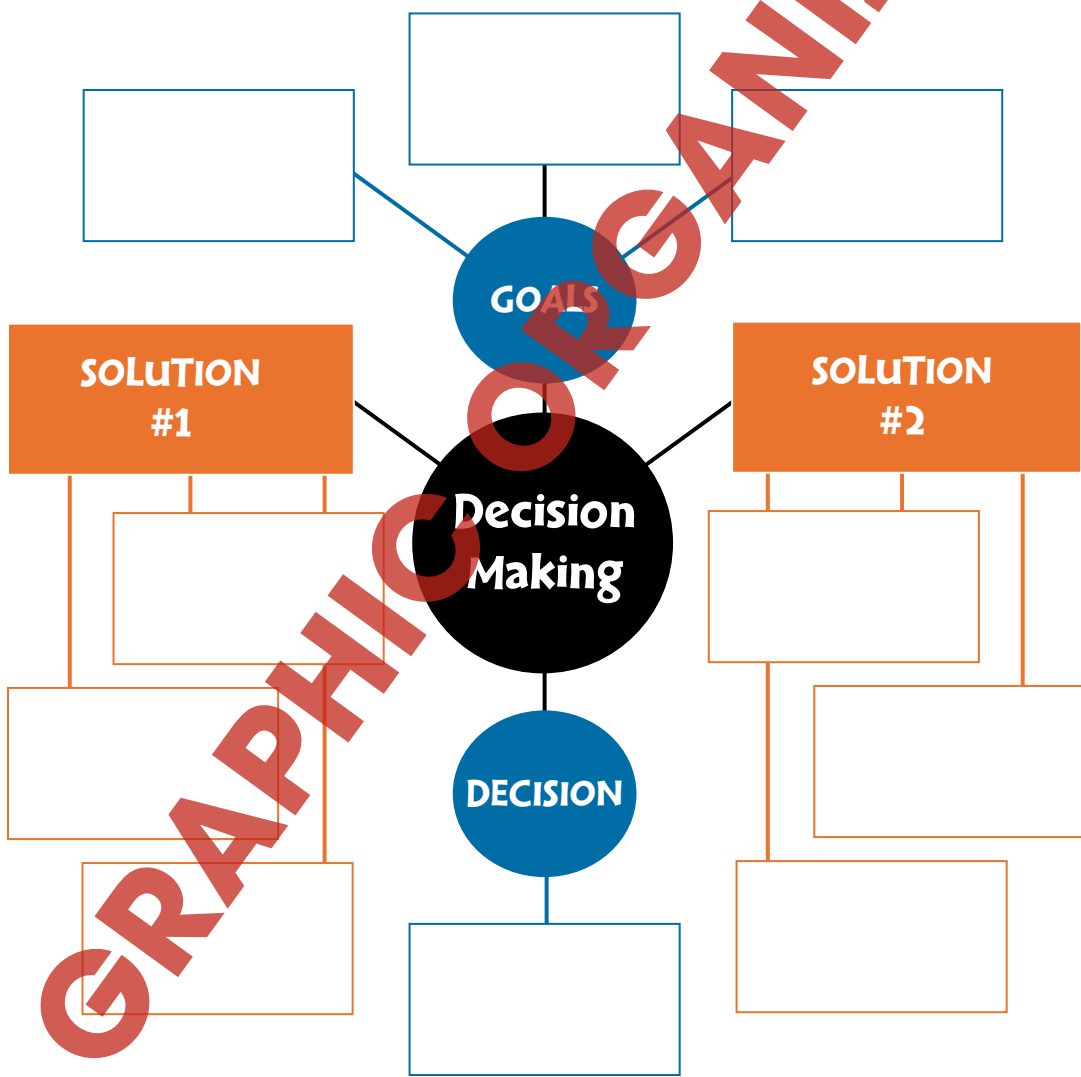 GOALS
SOLUTION
#1
SOLUTION
#2
Decision
Making
DECISION
GRAPHIC ORGANI